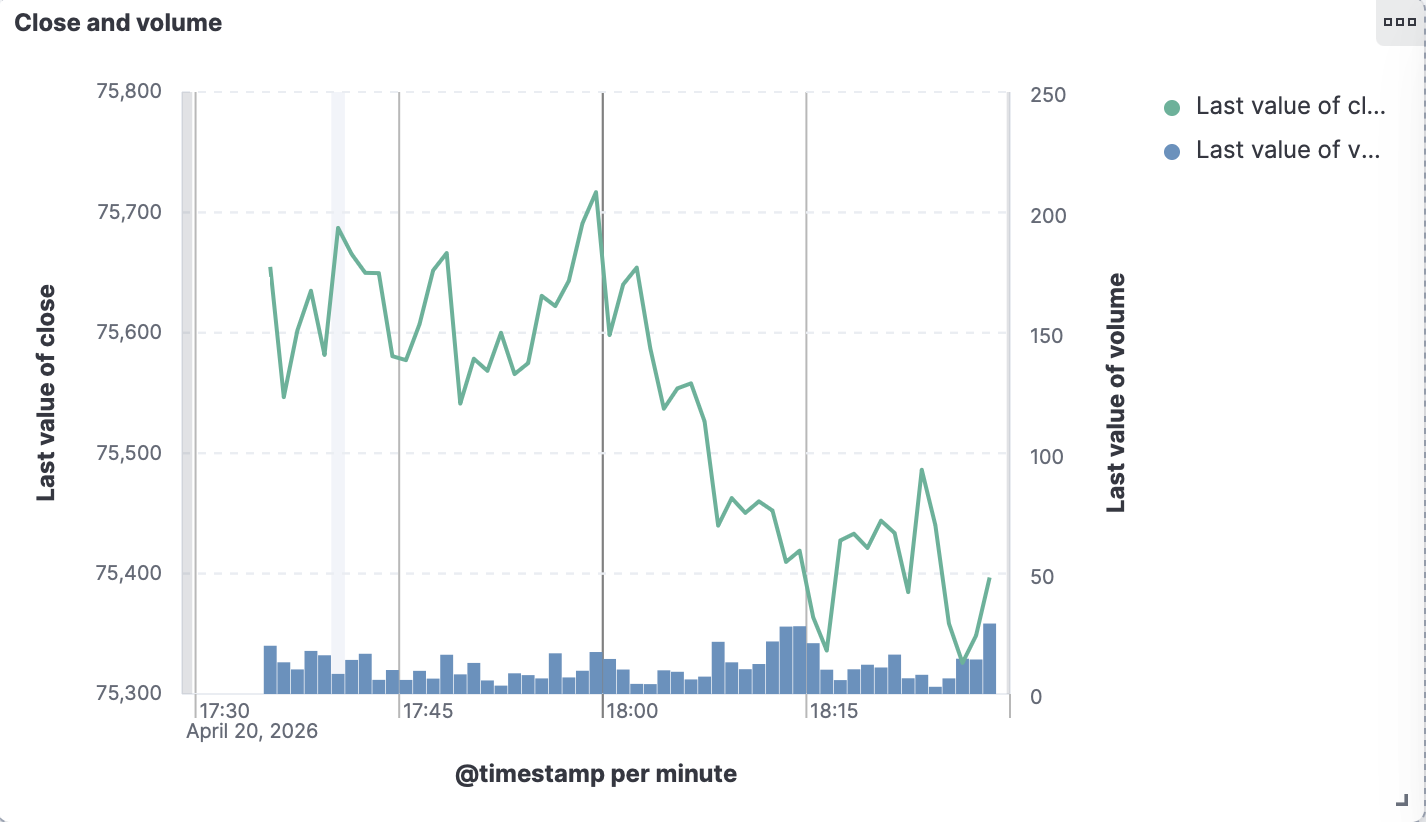 Close and volume
75,800
75,700
75,600
75,500
75,400
75,300
Last value of close
250
200
150
100
50
0
Last value of volume
Last value of cl...
Last value of v...
17:30
17:45
18:00
18:15
April 20, 2026
@timestamp per minute